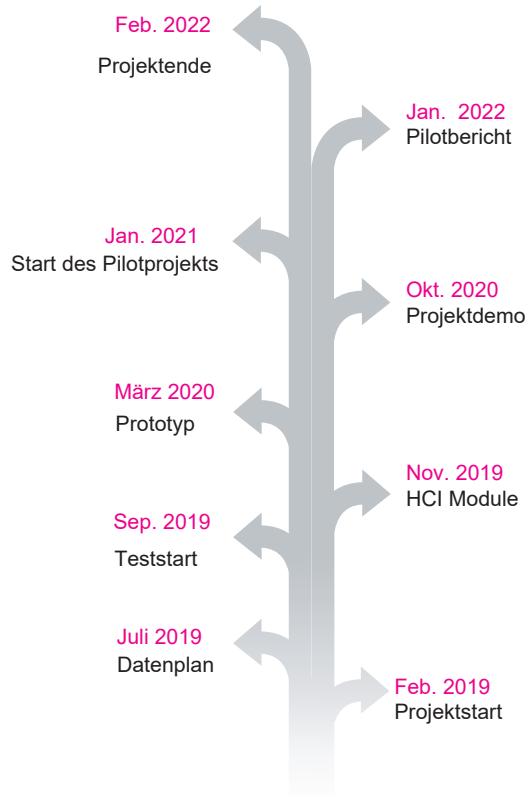 Feb. 2022
Projektende
Jan. 2022
Pilotbericht
Jan. 2021
Start des Pilotprojekts
Okt. 2020
Projektdemo
März 2020
Prototyp
Nov. 2019
HCI Module
Sep. 2019
Teststart
Juli 2019
Datenplan
Feb. 2019
Projektstart